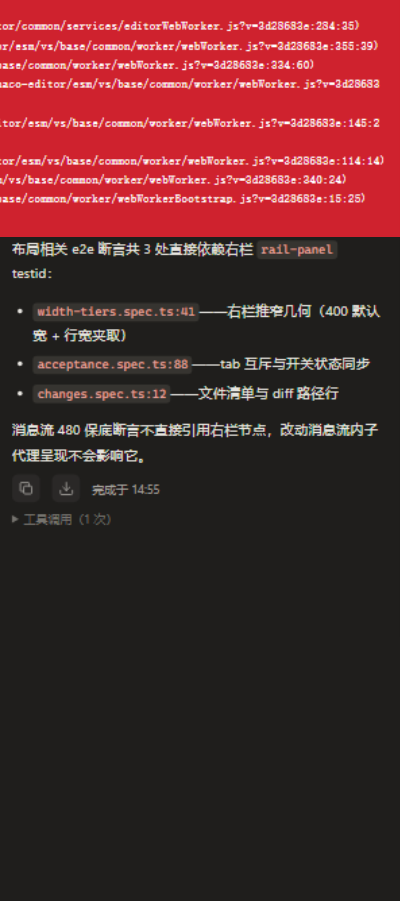 tor/common/services/editorWebWorker.js?v=3d28683e:284:35)
or/esm/vs/base/common/worker/webWorker.js?v=3d28683e:355:39)
base/common/worker/webWorker.js?v=3d28683e:334:60)
naco-editor/esm/vs/base/common/worker/webWorker.js?v=3d28683
itor/esm/vs/base/common/worker/webWorker.js?v=3d28683e:145:2
tor/esm/vs/base/common/worker/webWorker.js?v=3d28683e:114:14)
m/vs/base/common/worker/webWorker.js?v=3d28683e:340:24)
base/common/worker/webWorkerBootstrap.js?v=3d28683e:15:25)
布局相关 e2e 断言共 3 处直接依赖右栏 rail-panel
testid：
• width-tiers.spec.ts:41——右栏推窄几何（400 默认
宽 + 行宽夹取）
• acceptance.spec.ts:88——tab 互斥与开关状态同步
• changes.spec.ts:12——文件清单与 diff 路径行
消息流 480 保底断言不直接引用右栏节点，改动消息流内子
代理呈现不会影响它。
完成于 14:55
▸ 工具调用（1 次）